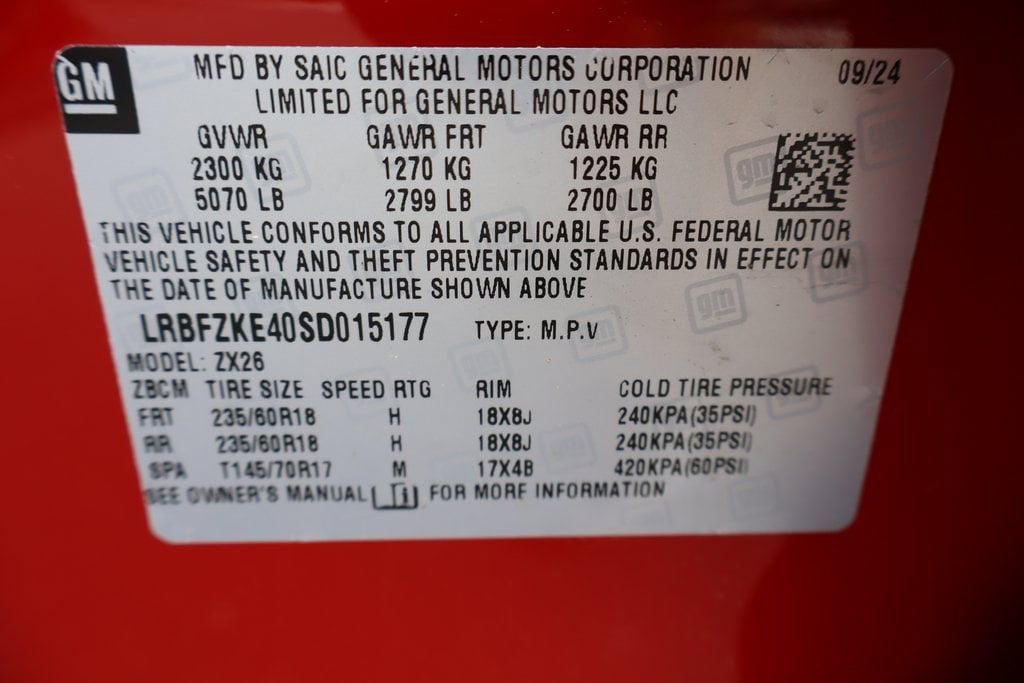 GM
MFD BY SAIC GENERAL MOTORS CORPORATION 09/24
LIMITED FOR GENERAL MOTORS LLC
GVWR GAWR FRT GAWR RR
2300 KG 1270 KG 1225 KG
5070 LB 2799 LB 2700 LB
THIS VEHICLE CONFORMS TO ALL APPLICABLE U.S. FEDERAL MOTOR
VEHICLE SAFETY AND THEFT PREVENTION STANDARDS IN EFFECT ON
THE DATE OF MANUFACTURE SHOWN ABOVE
LRBFZKE40SD015177 TYPE: M.P.V
MODEL: ZX26
ZBCM TIRE SIZE SPEED RTG RIM COLD TIRE PRESSURE
FRT 235/60R18 H 18X8J 240KPA(35PSI)
RR 235/60R18 H 18X8J 240KPA(35PSI)
SPA T145/70R17 M 17X4B 420KPA(60PSI)
SEE OWNER'S MANUAL FOR MORE INFORMATION